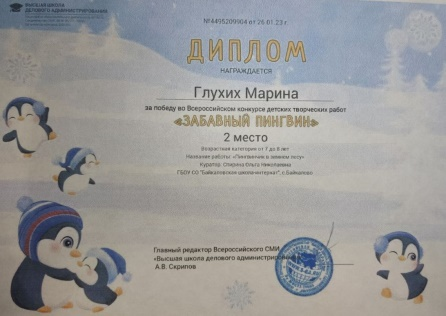 ВЫСШАЯ ШКОЛА
ДЕЛОВОГО АДМИНИСТРИРОВАНИЯ
№4455209904 от 26.01.23 г.
ДИПЛОМ
НАГРАЖДАЕТСЯ
Глухих Марина
за победу во Всероссийском конкурсе детских творческих работ
«ЗАБАВНЫЙ ПИНГВИН»
2 место
Возрастная категория от 7 до 8 лет
Название работы «Пингвинчик в зимнем лесу»
Куратор: Спирина Ольга Николаевна
ГБОУ СО "Байкаловская школа-интернат", с.Байкалово
Главный редактор Всероссийского СМИ
«Высшая школа делового администрирования»
А.В. Скрипов